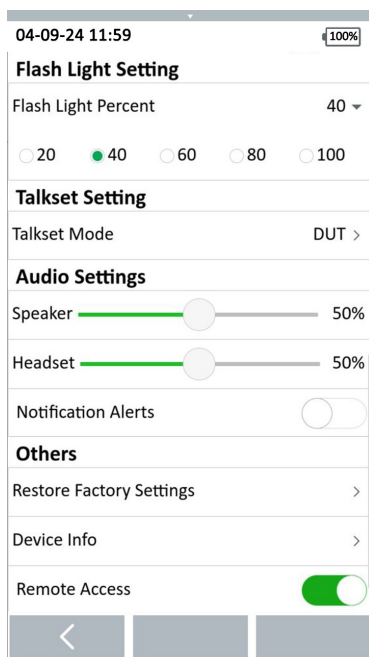 04-09-24 11:59 100%
Flash Light Setting
Flash Light Percent 40
20 40 60 80 100
Talkset Setting
Talkset Mode DUT >
Audio Settings
Speaker 50%
Headset 50%
Notification Alerts
Others
Restore Factory Settings >
Device Info >
Remote Access